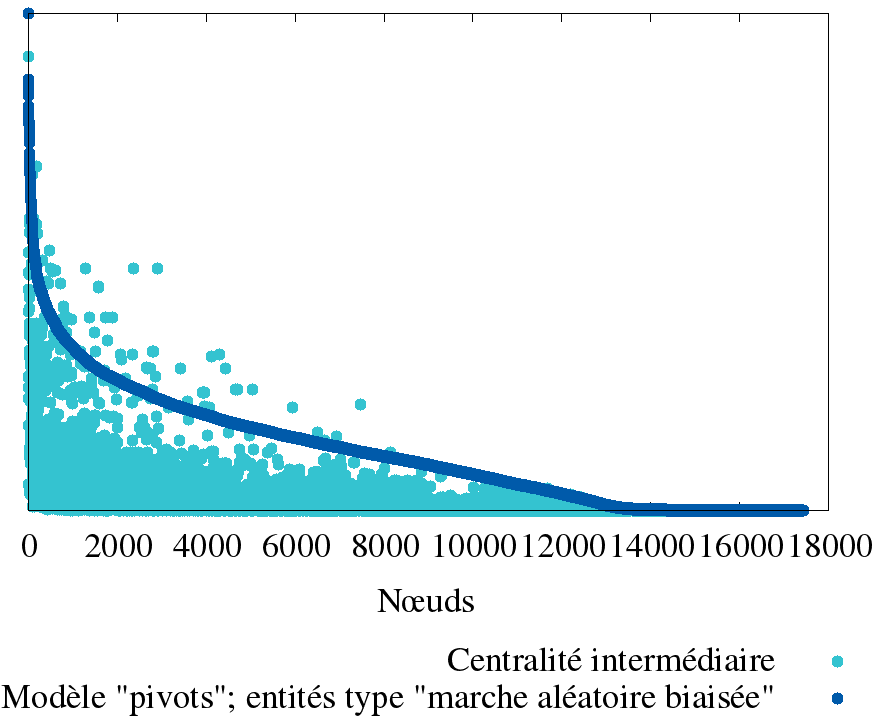 0 2000 4000 6000 8000 10000 12000 14000 16000 18000
Nœuds
Centralité intermédiaire
Modèle "pivots"; entités type "marche aléatoire biaisée"